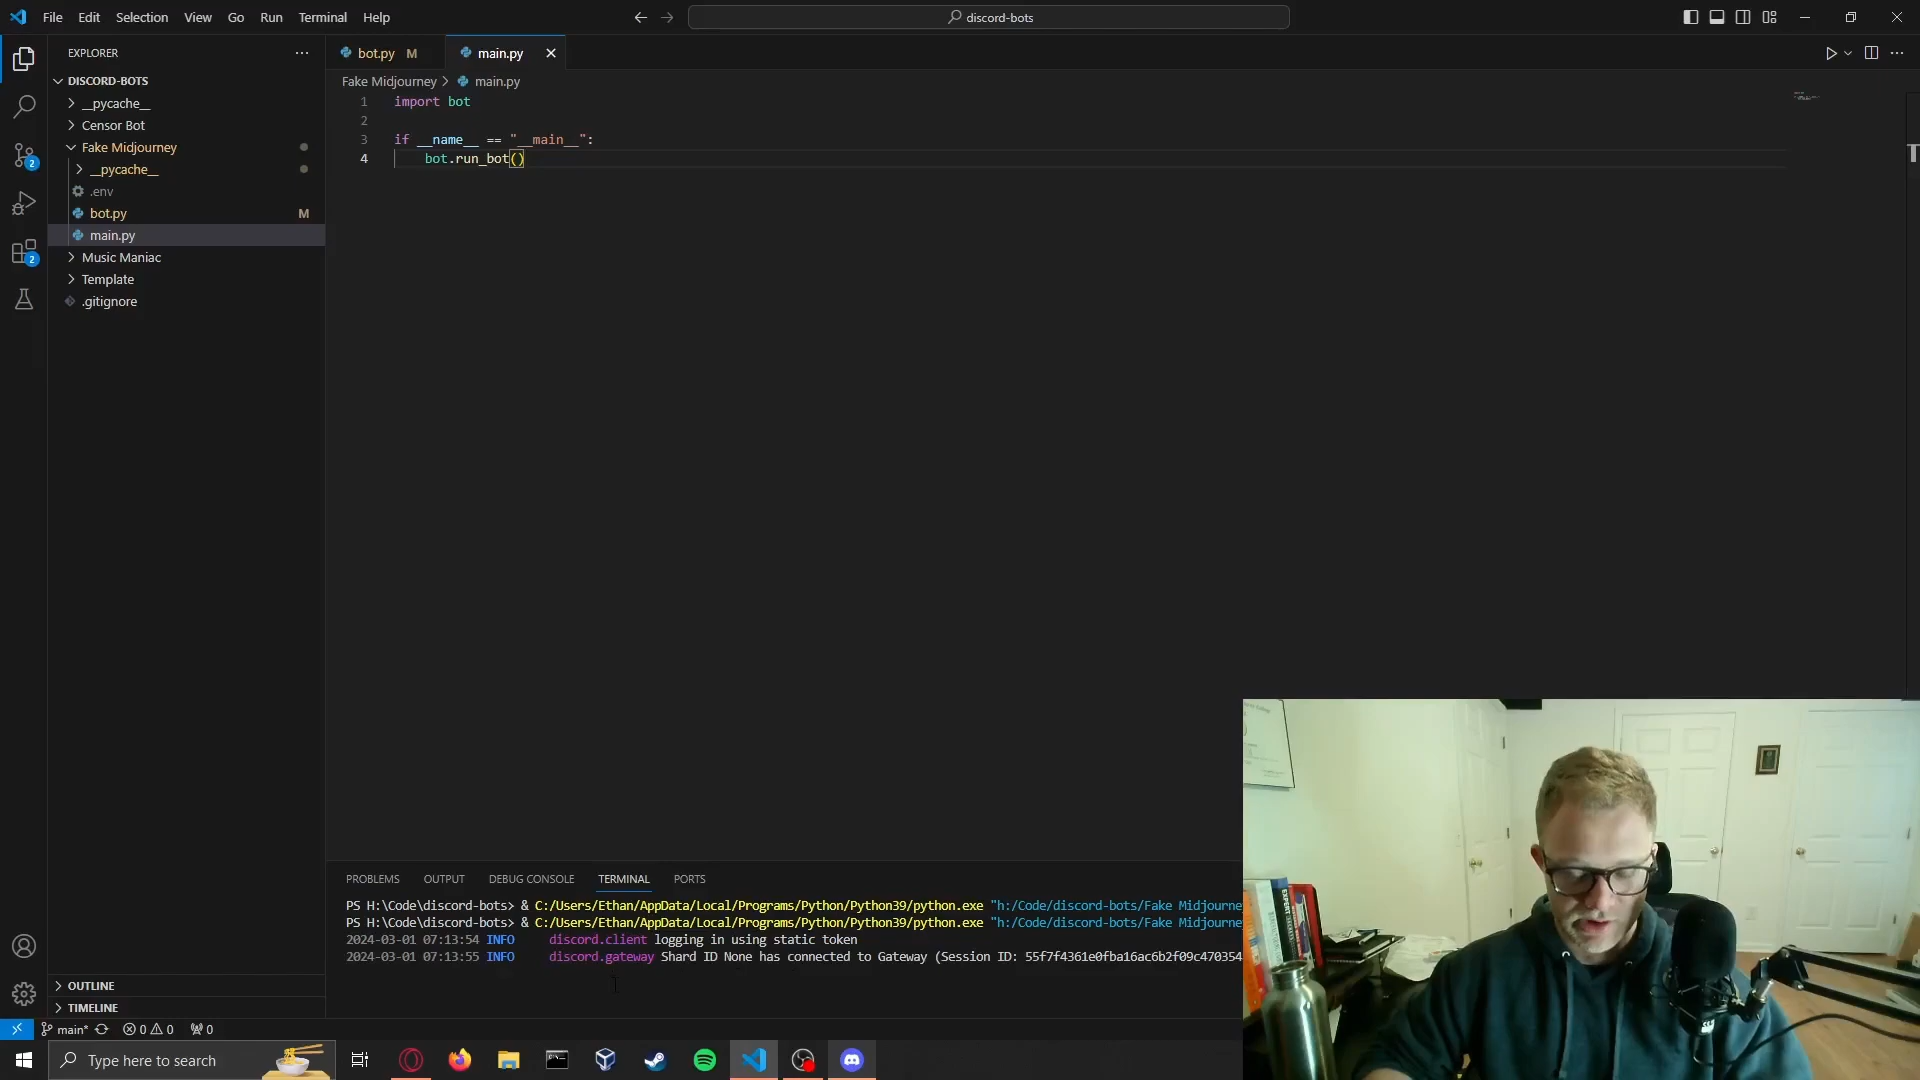 File Edit Selection View Go Run Terminal Help
discord-bots
EXPLORER
DISCORD-BOTS
__pycache__
Censor Bot
Fake Midjourney
__pycache__
.env
bot.py M
main.py
Music Maniac
Template
.gitignore
OUTLINE
TIMELINE
2
2
bot.py M
main.py
Fake Midjourney > main.py
1 import bot
2
3 if __name__ == "__main__":
4 bot.run_bot()
PROBLEMS OUTPUT DEBUG CONSOLE TERMINAL PORTS
PS H:\Code\discord-bots> & C:/Users/Ethan/AppData/Local/Programs/Python/Python39/python.exe "h:/Code/discord-bots/Fake Midjourne
PS H:\Code\discord-bots> & C:/Users/Ethan/AppData/Local/Programs/Python/Python39/python.exe "h:/Code/discord-bots/Fake Midjourne
2024-03-01 07:13:54 INFO discord.client logging in using static token
2024-03-01 07:13:55 INFO discord.gateway Shard ID None has connected to Gateway (Session ID: 55f7f4361e0fba16ac6b2f09c470354
main* 0 0 0
Type here to search